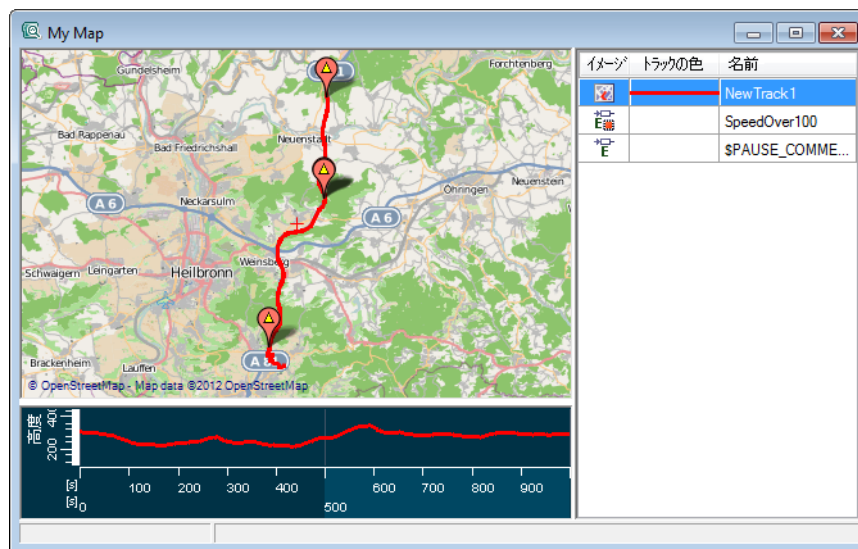 My Map
Gundelsheim
Forchtenberg
Bad Rappenau
Bad Friedrichshall
Neuenstadt
A 6
Neckarsulm
A 6
Öhringen
Neuenstein
Schwaigern
Leingarten
Heilbronn
Weinsberg
Brackenheim
Lauffen
© OpenStreetMap - Map data ©2012 OpenStreetMap
イメージ トラックの色 名前
NewTrack1
SpeedOver100
$PAUSE_COMME...
高度
400
200
[s] 100 200 300 400 600 700 800 900
[s] 0 500